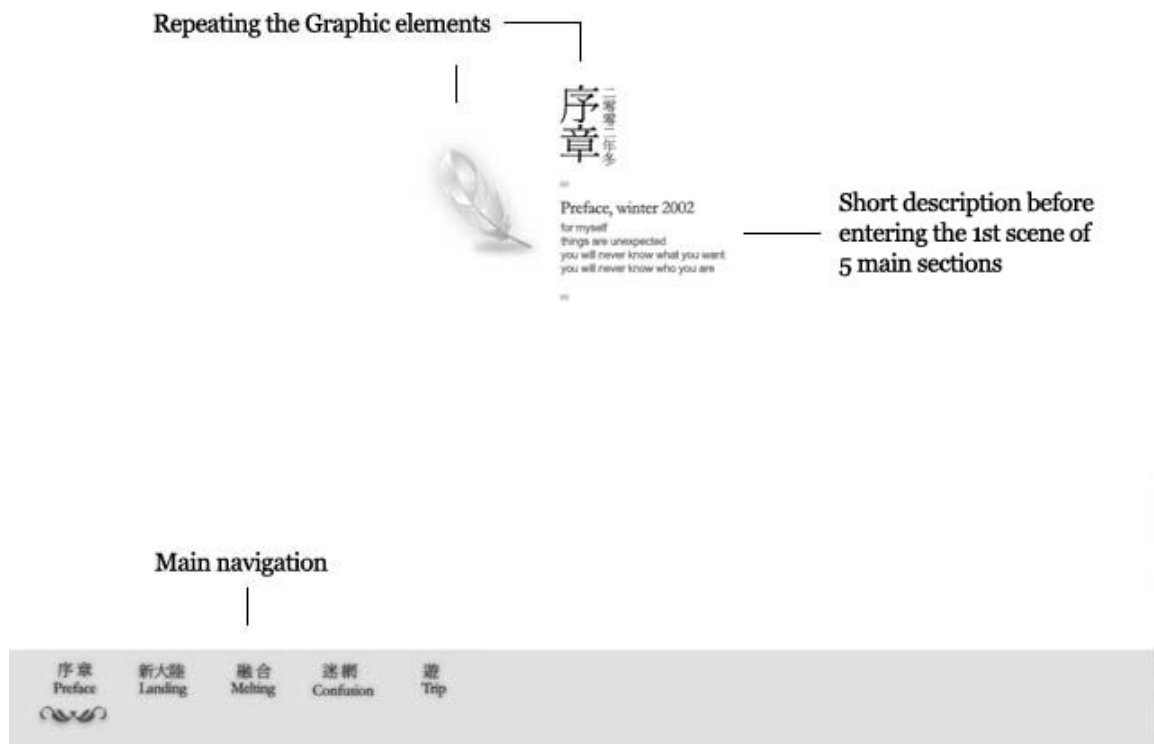 Repeating the Graphic elements
序章
二零零二年冬
Preface, winter 2002
for myself
things are unexpected
you will never know what you want
you will never know who you are
Short description before
entering the 1st scene of
5 main sections
Main navigation
序章 新大陸 融合 迷網 遊
Preface Landing Melting Confusion Trip